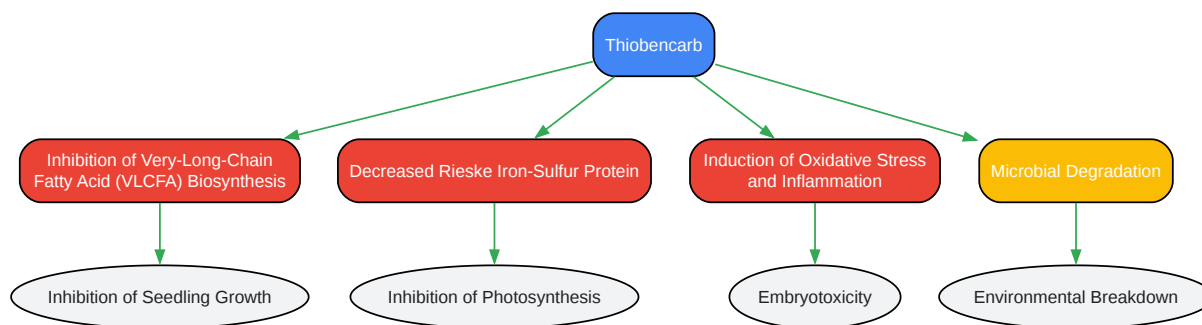 Thiobencarb
Inhibition of Very-Long-Chain
Fatty Acid (VLCFA) Biosynthesis
Decreased Rieske Iron-Sulfur Protein
Induction of Oxidative Stress
and Inflammation
Microbial Degradation
Inhibition of Seedling Growth
Inhibition of Photosynthesis
Embryotoxicity
Environmental Breakdown